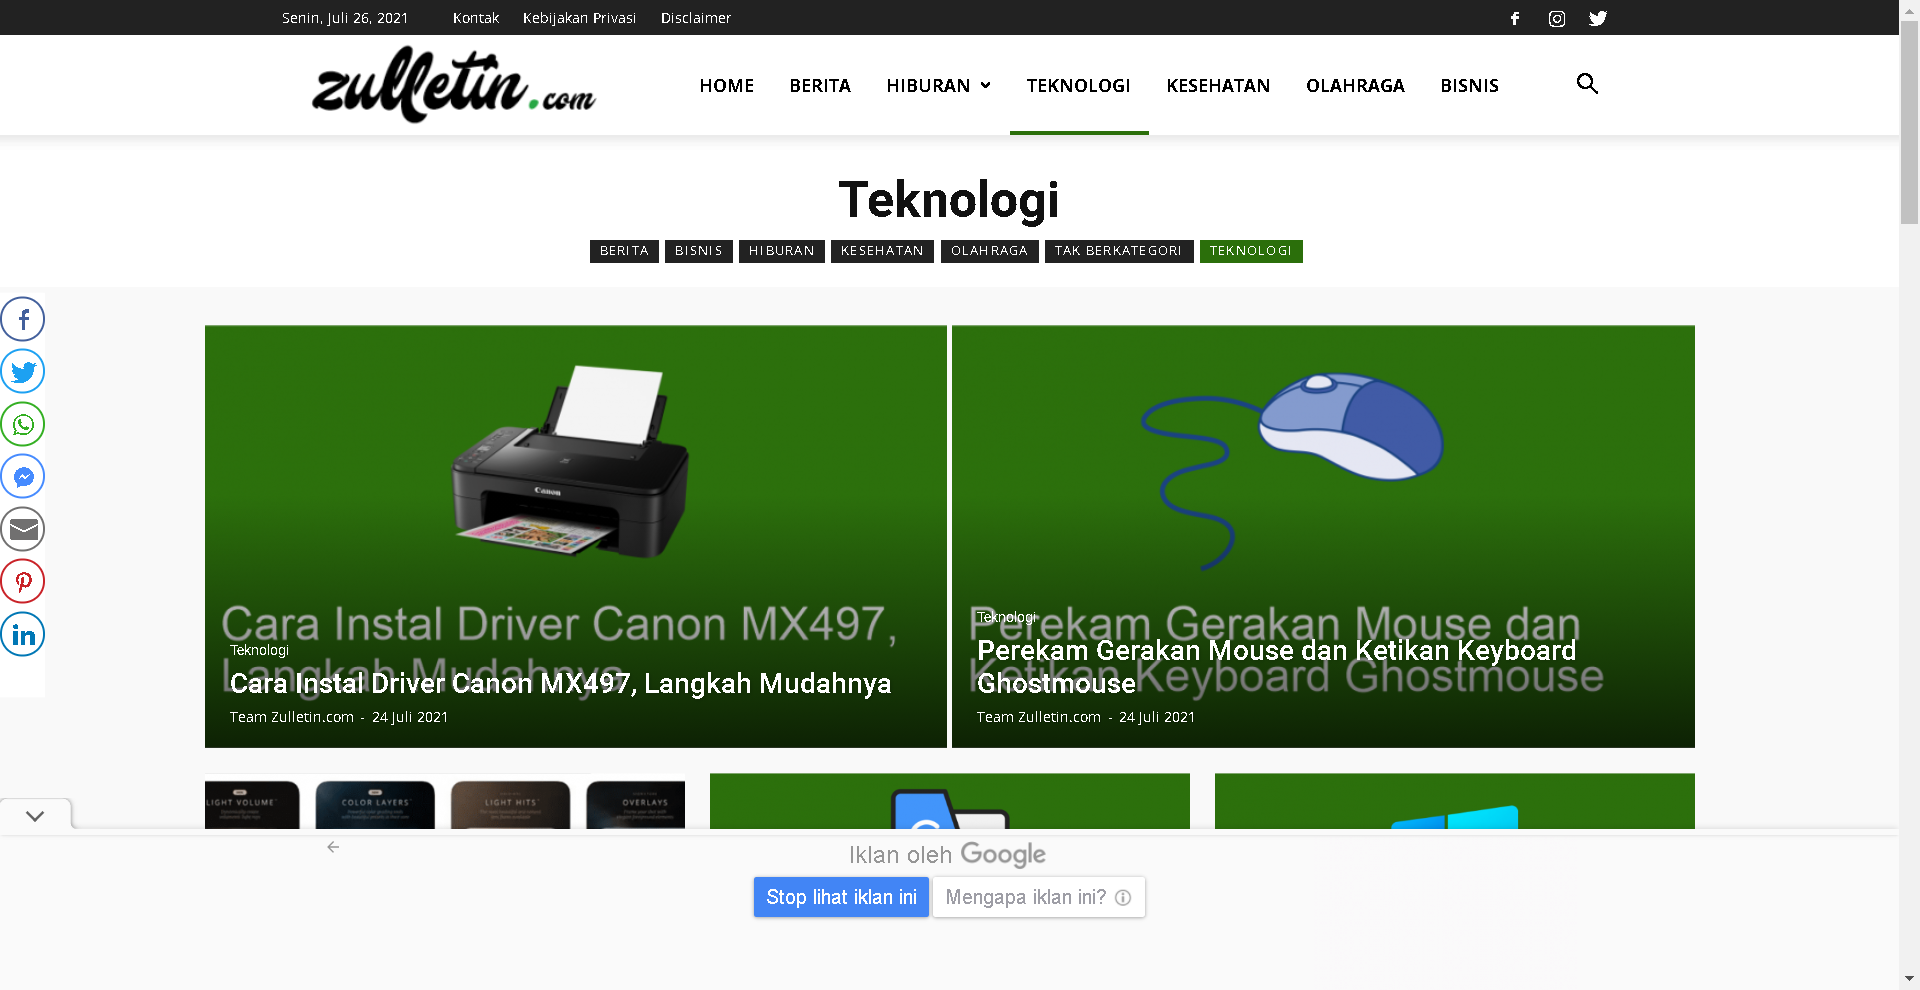 Senin, Juli 26, 2021 Kontak Kebijakan Privasi Disclaimer
zulletin.com
HOME BERITA HIBURAN TEKNOLOGI KESEHATAN OLAHRAGA BISNIS
Teknologi
BERITA BISNIS HIBURAN KESEHATAN OLAHRAGA TAK BERKATEGORI TEKNOLOGI
Canon
Cara Instal Driver Canon MX497,
Langkah Mudahnya
Teknologi
Cara Instal Driver Canon MX497, Langkah Mudahnya
Team Zulletin.com - 24 Juli 2021
Perekam Gerakan Mouse dan
Ketikan Keyboard Ghostmouse
Teknologi
Perekam Gerakan Mouse dan Ketikan Keyboard
Ghostmouse
Team Zulletin.com - 24 Juli 2021
LIGHT VOLUME
COLOR LAYERS
LIGHT HITS
OVERLAYS
Iklan oleh Google
Stop lihat iklan ini
Mengapa iklan ini?